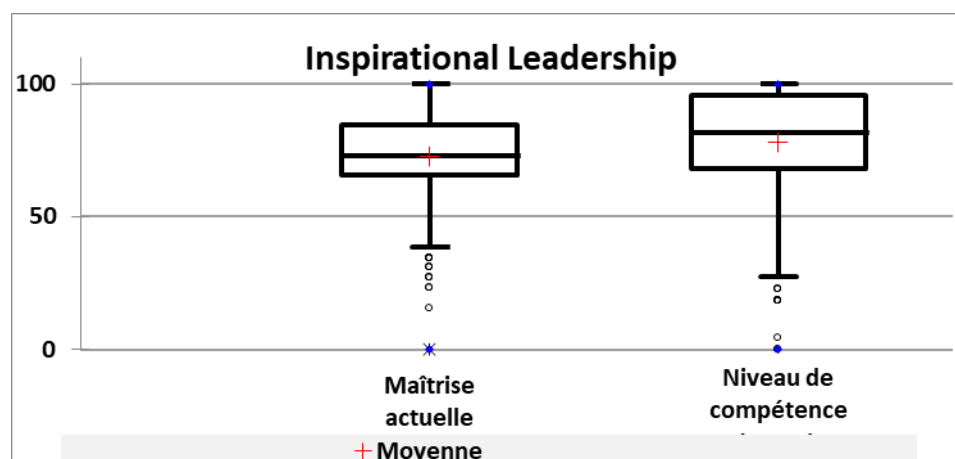 Inspirational Leadership
100
50
0
Maîtrise
actuelle
Niveau de
compétence
Moyenne